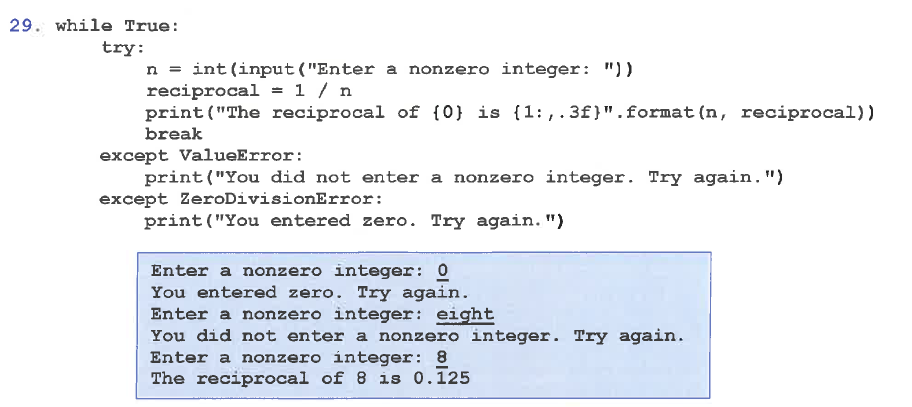 29. while True:
try:
n = int(input("Enter a nonzero integer: "))
reciprocal = 1 / n
print("The reciprocal of {0} is {1:,.3f}".format(n, reciprocal))
break
except ValueError:
print("You did not enter a nonzero integer. Try again.")
except ZeroDivisionError:
print("You entered zero. Try again.")
Enter a nonzero integer: 0
You entered zero. Try again.
Enter a nonzero integer: eight
You did not enter a nonzero integer. Try again.
Enter a nonzero integer: 8
The reciprocal of 8 is 0.125